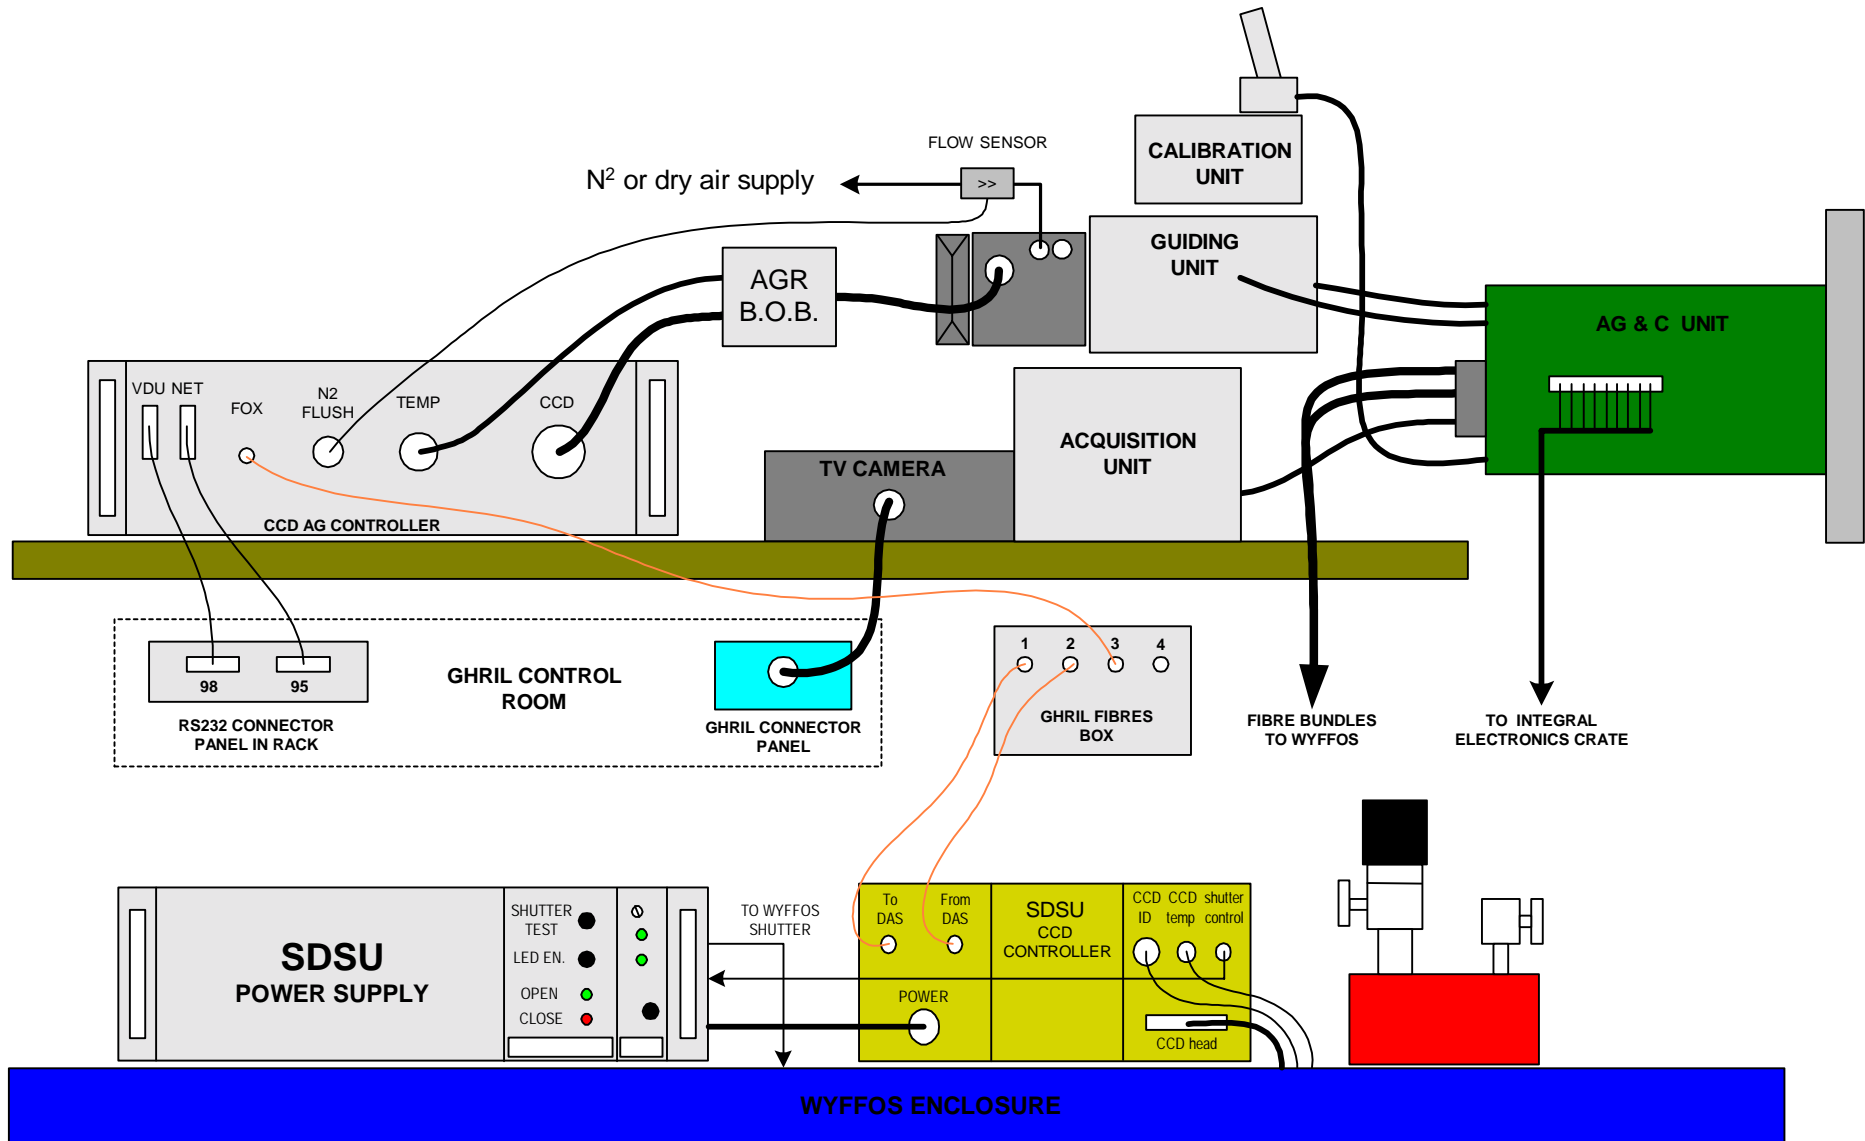 FLOW SENSOR
>>
N² or dry air supply
CALIBRATION
UNIT
GUIDING
UNIT
AGR
B.O.B.
AG & C UNIT
VDU NET
FOX
N2
FLUSH
TEMP
CCD
CCD AG CONTROLLER
TV CAMERA
ACQUISITION
UNIT
98
95
RS232 CONNECTOR
PANEL IN RACK
GHRIL CONTROL
ROOM
GHRIL CONNECTOR
PANEL
1 2 3 4
GHRIL FIBRES
BOX
FIBRE BUNDLES
TO WYFFOS
TO INTEGRAL
ELECTRONICS CRATE
SDSU
POWER SUPPLY
SHUTTER
TEST
LED EN.
OPEN
CLOSE
TO WYFFOS
SHUTTER
To
DAS
From
DAS
POWER
SDSU
CCD
CONTROLLER
CCD
ID
CCD
temp
shutter
control
CCD head
WYFFOS ENCLOSURE